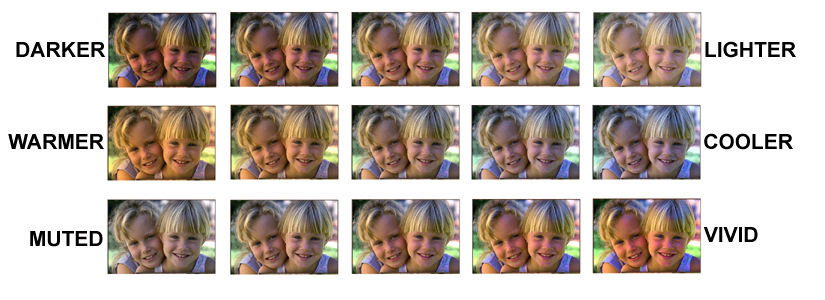 DARKER LIGHTER
WARMER COOLER
MUTED VIVID